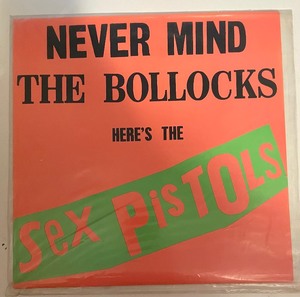 NEVER MIND
THE BOLLOCKS
HERE'S THE
Sex PiSTOLs